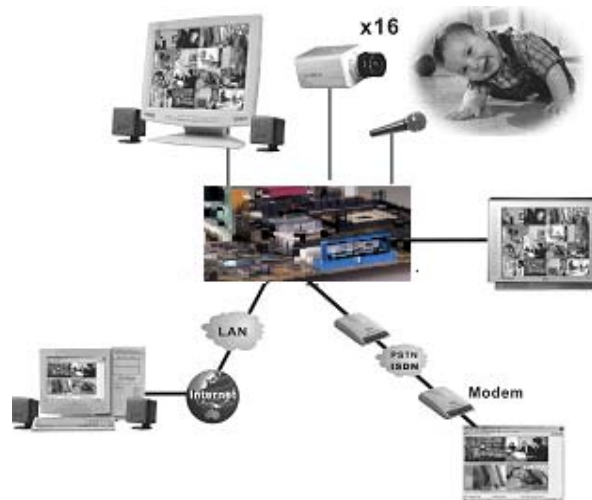 x16
LAN
Internet
PSTN
ISDN
Modem